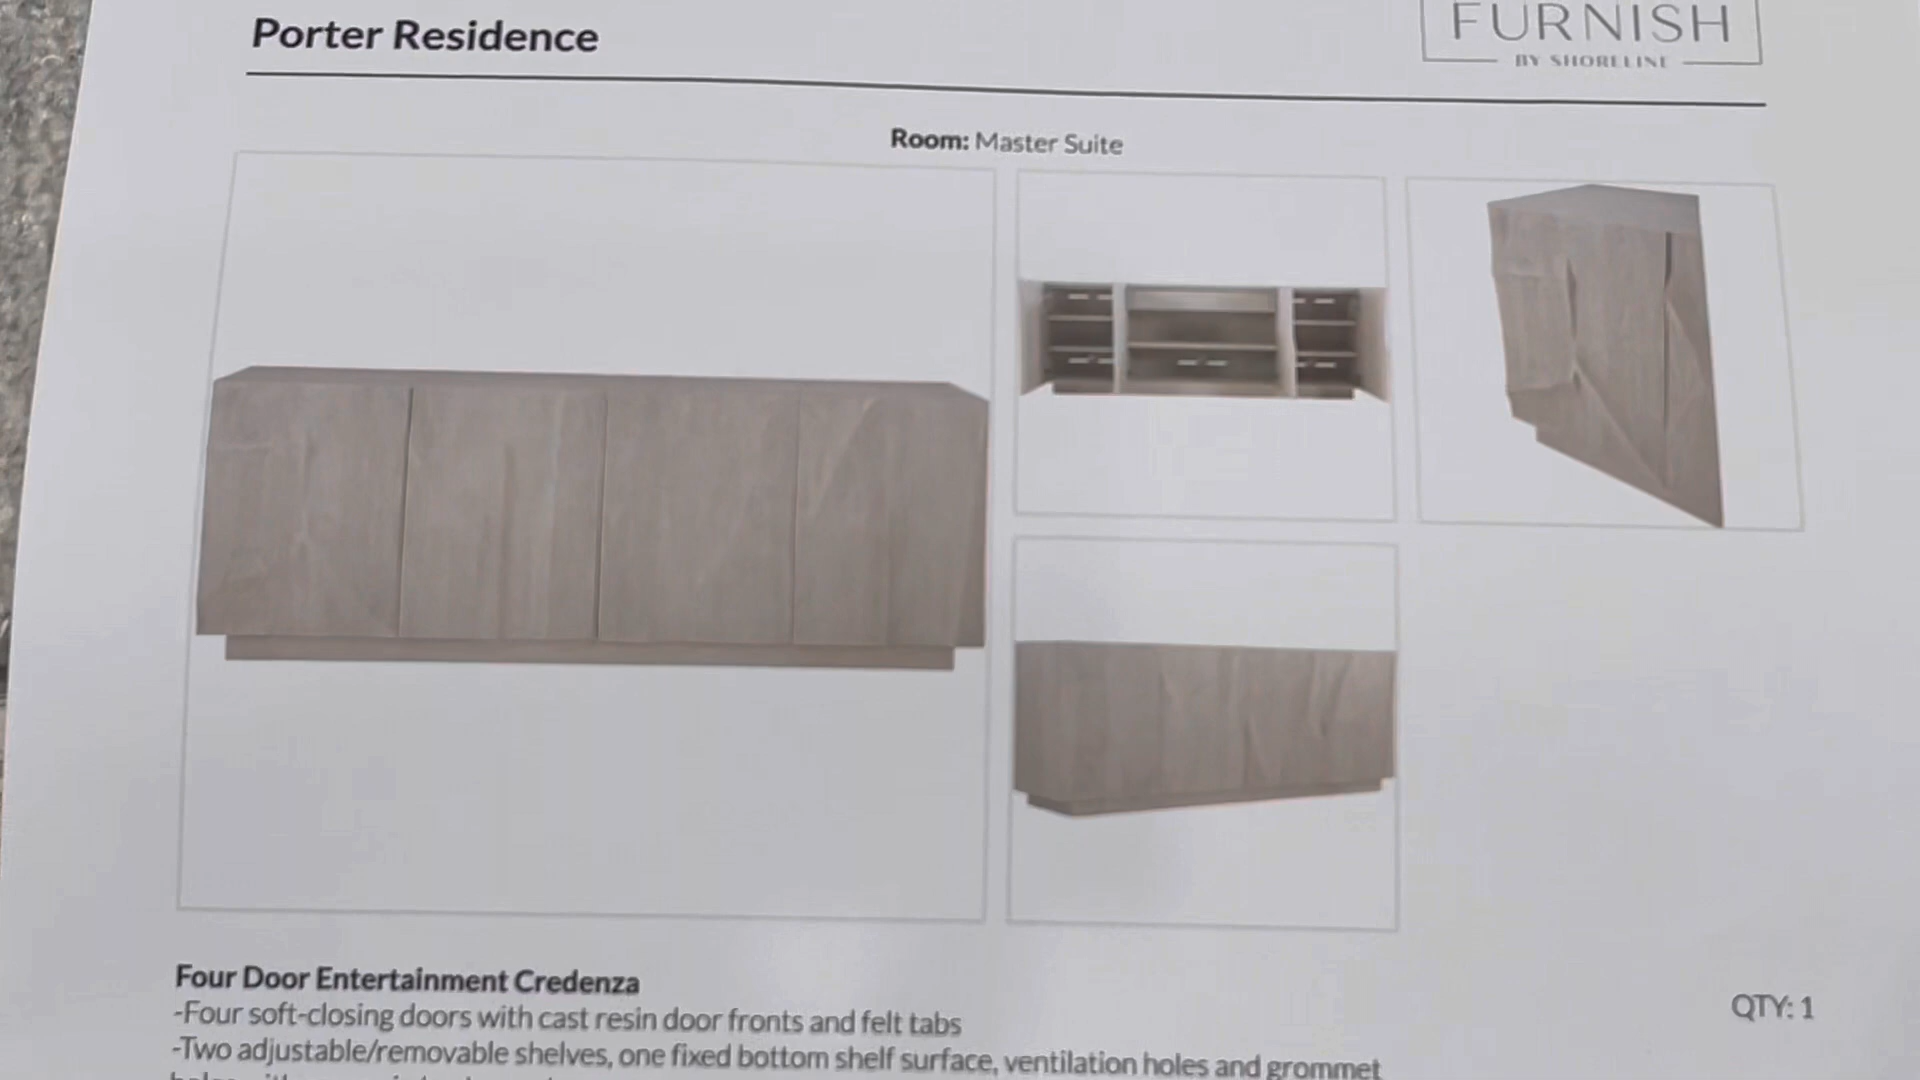 Porter Residence
FURNISH
BY SHORELINE
Room: Master Suite
Four Door Entertainment Credenza
-Four soft-closing doors with cast resin door fronts and felt tabs
-Two adjustable/removable shelves, one fixed bottom shelf surface, ventilation holes and grommet
QTY: 1